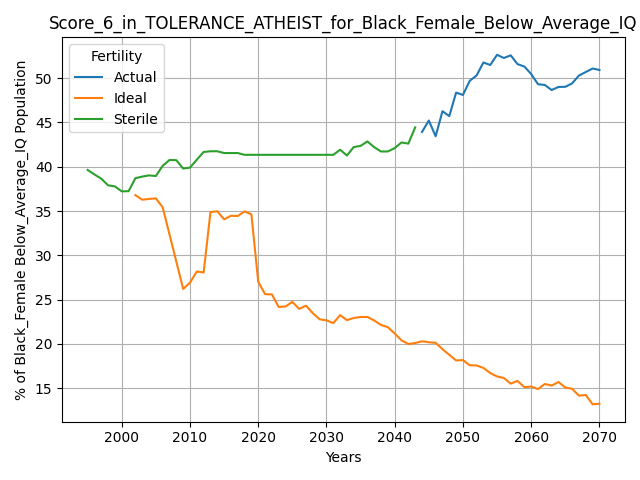 Score_6_in_TOLERANCE_ATHEIST_for_Black_Female_Below_Average_IQ
% of Black_Female Below_Average_IQ Population
Fertility
Actual
Ideal
Sterile
50
45
40
35
30
25
20
15
2000 2010 2020 2030 2040 2050 2060 2070
Years